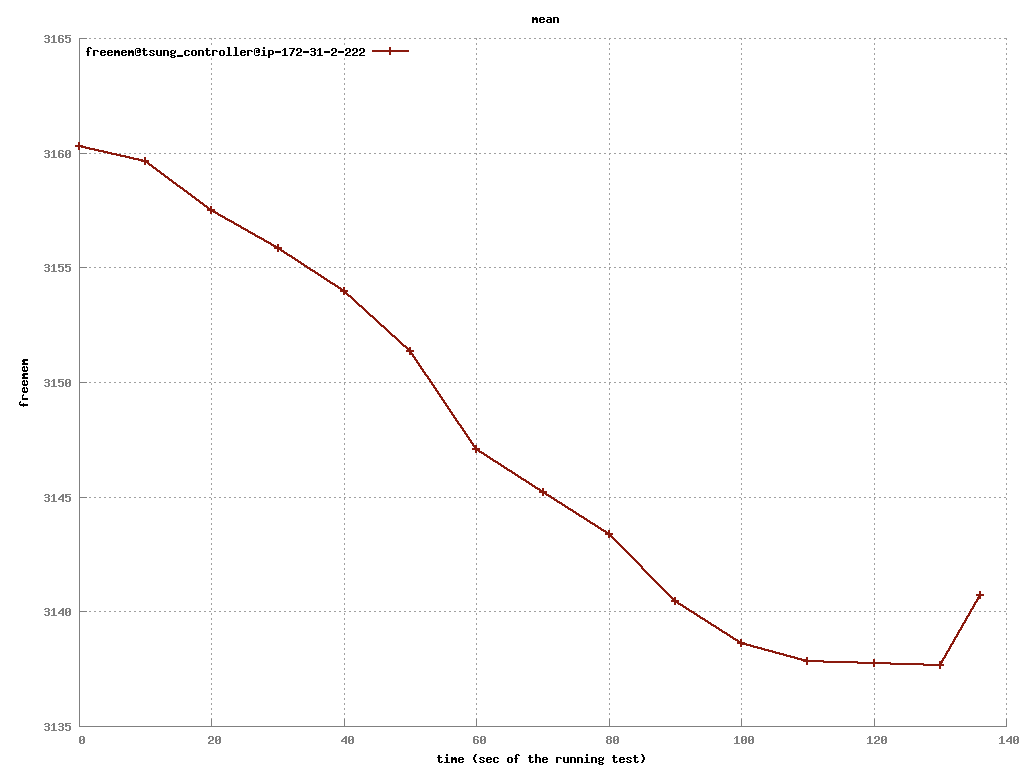 mean
3165
freemem@tsung_controller@ip-172-31-2-222
3160
3155
3150
freemem
3145
3140
3135
0 20 40 60 80 100 120 140
time (sec of the running test)